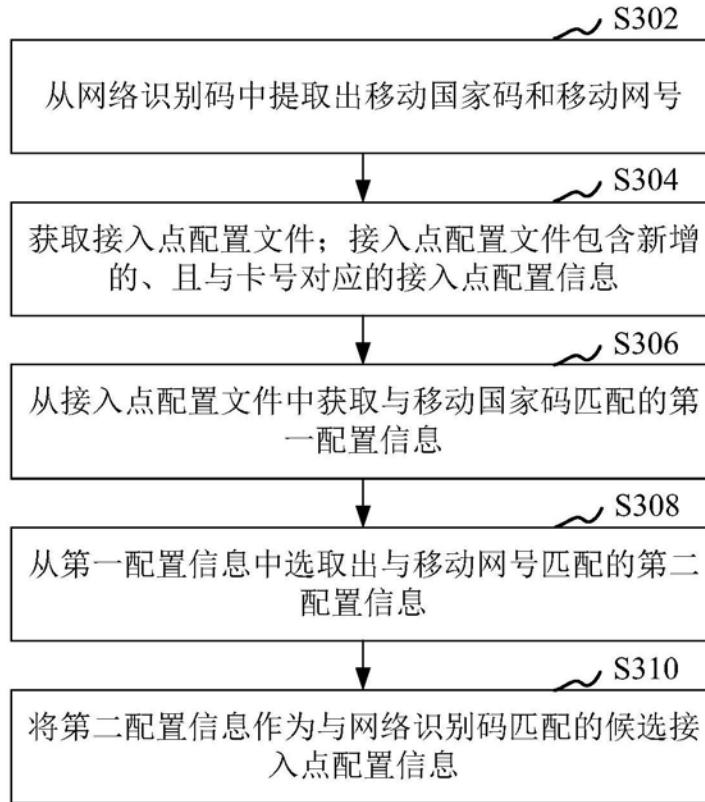 S302
从网络识别码中提取出移动国家码和移动网号
S304
获取接入点配置文件；接入点配置文件包含新增
的、且与卡号对应的接入点配置信息
S306
从接入点配置文件中获取与移动国家码匹配的第
一配置信息
S308
从第一配置信息中选取出与移动网号匹配的第二
配置信息
S310
将第二配置信息作为与网络识别码匹配的候选接
入点配置信息